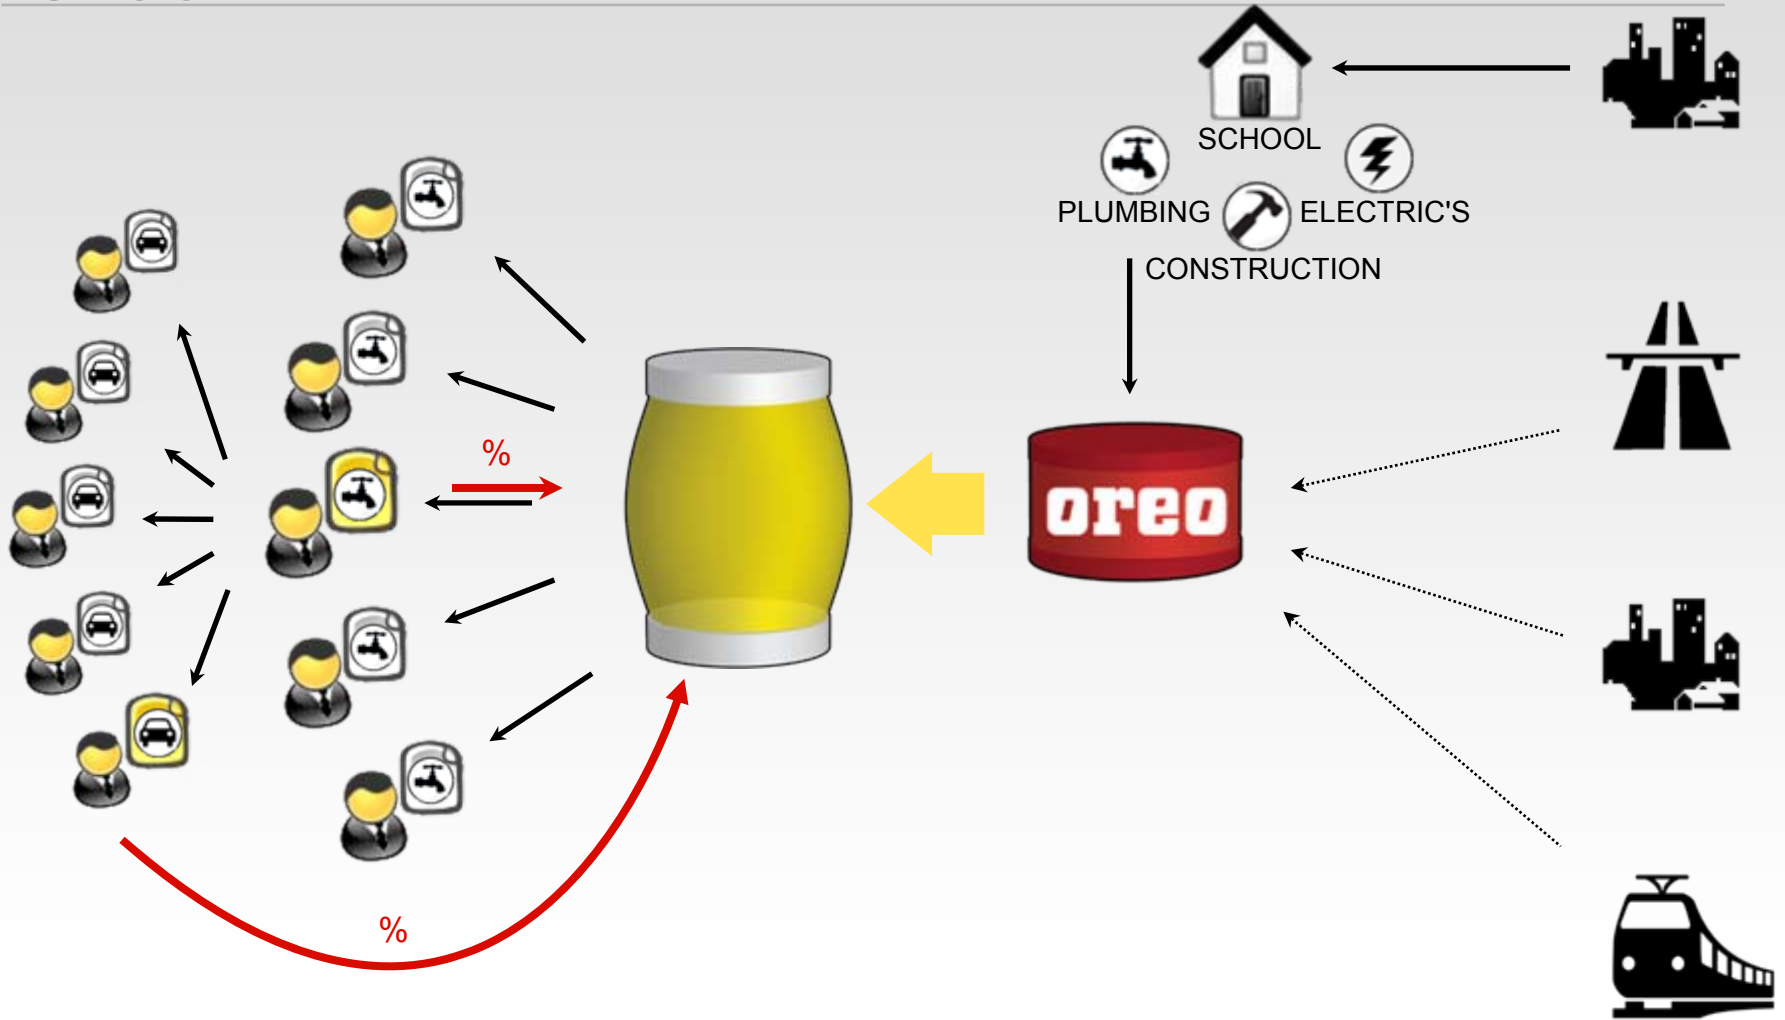 SCHOOL
PLUMBING
ELECTRIC'S
CONSTRUCTION
%
oreo
%